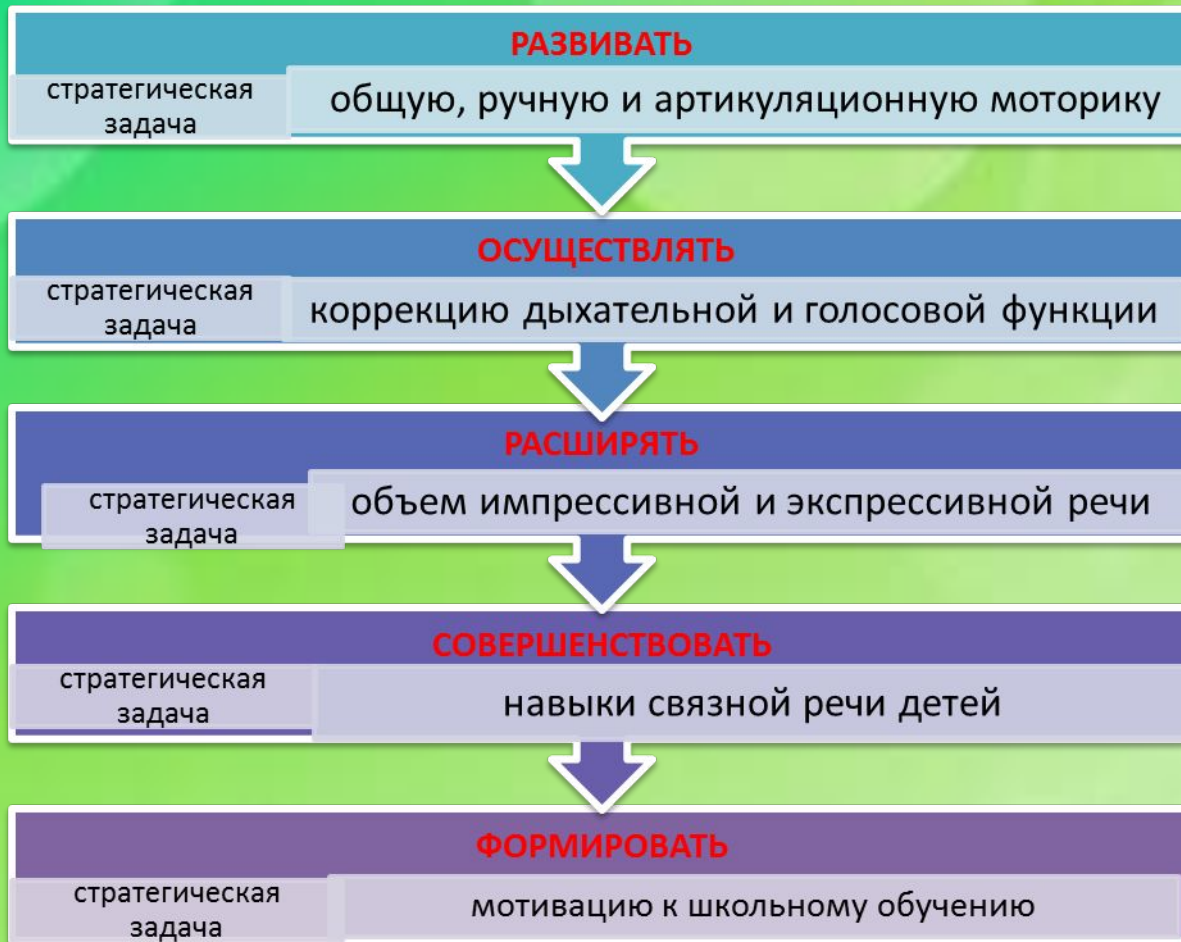 РАЗВИВАТЬ
стратегическая
задача
общую, ручную и артикуляционную моторику
ОСУЩЕСТВЛЯТЬ
стратегическая
задача
коррекцию дыхательной и голосовой функции
РАСШИРЯТЬ
стратегическая
задача
объем импрессивной и экспрессивной речи
СОВЕРШЕНСТВОВАТЬ
стратегическая
задача
навыки связной речи детей
ФОРМИРОВАТЬ
стратегическая
задача
мотивацию к школьному обучению